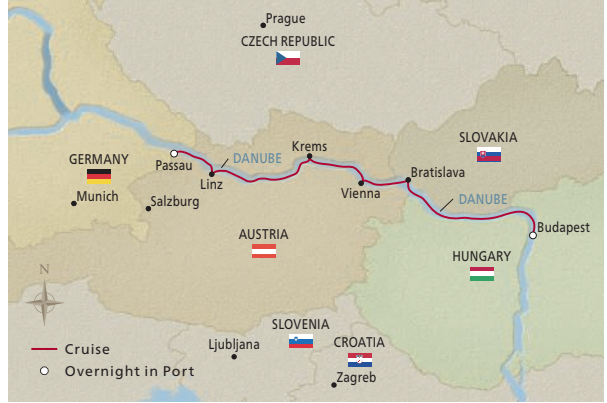 Prague
CZECH REPUBLIC
SLOVAKIA
Krems
DANUBE
GERMANY
Passau
Linz
Bratislava
Vienna
DANUBE
Munich
Salzburg
Budapest
AUSTRIA
HUNGARY
N
SLOVENIA
Ljubljana
CROATIA
Cruise
Overnight in Port
Zagreb